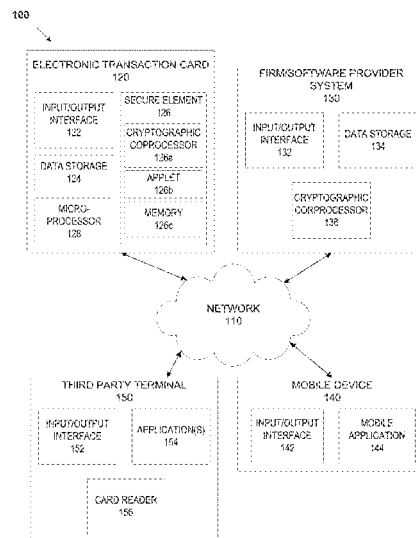 100
ELECTRONIC TRANSACTION CARD
120
INPUT/OUTPUT
INTERFACE
122
DATA STORAGE
124
MICRO-
PROCESSOR
128
SECURE ELEMENT
126
CRYPTOGRAPHIC
COPROCESSOR
126a
APPLET
126b
MEMORY
126c
FIRM/SOFTWARE PROVIDER
SYSTEM
130
INPUT/OUTPUT
INTERFACE
132
DATA STORAGE
134
CRYPTOGRAPHIC
CORPROCESSOR
136
NETWORK
110
THIRD PARTY TERMINAL
150
INPUT/OUTPUT
INTERFACE
152
APPLICATION(S)
154
CARD READER
156
MOBILE DEVICE
140
INPUT/OUTPUT
INTERFACE
142
MOBILE
APPLICATION
144